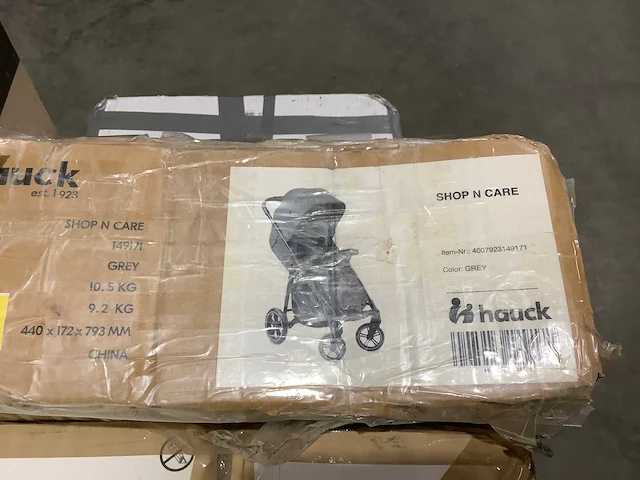 hauck
est. 1923
SHOP N CARE
149171
GREY
10.5 KG
9.2 KG
440 x 172 x 793 MM
CHINA
SHOP N CARE
Item-Nr.: 4007923149171
Color: GREY
hauck